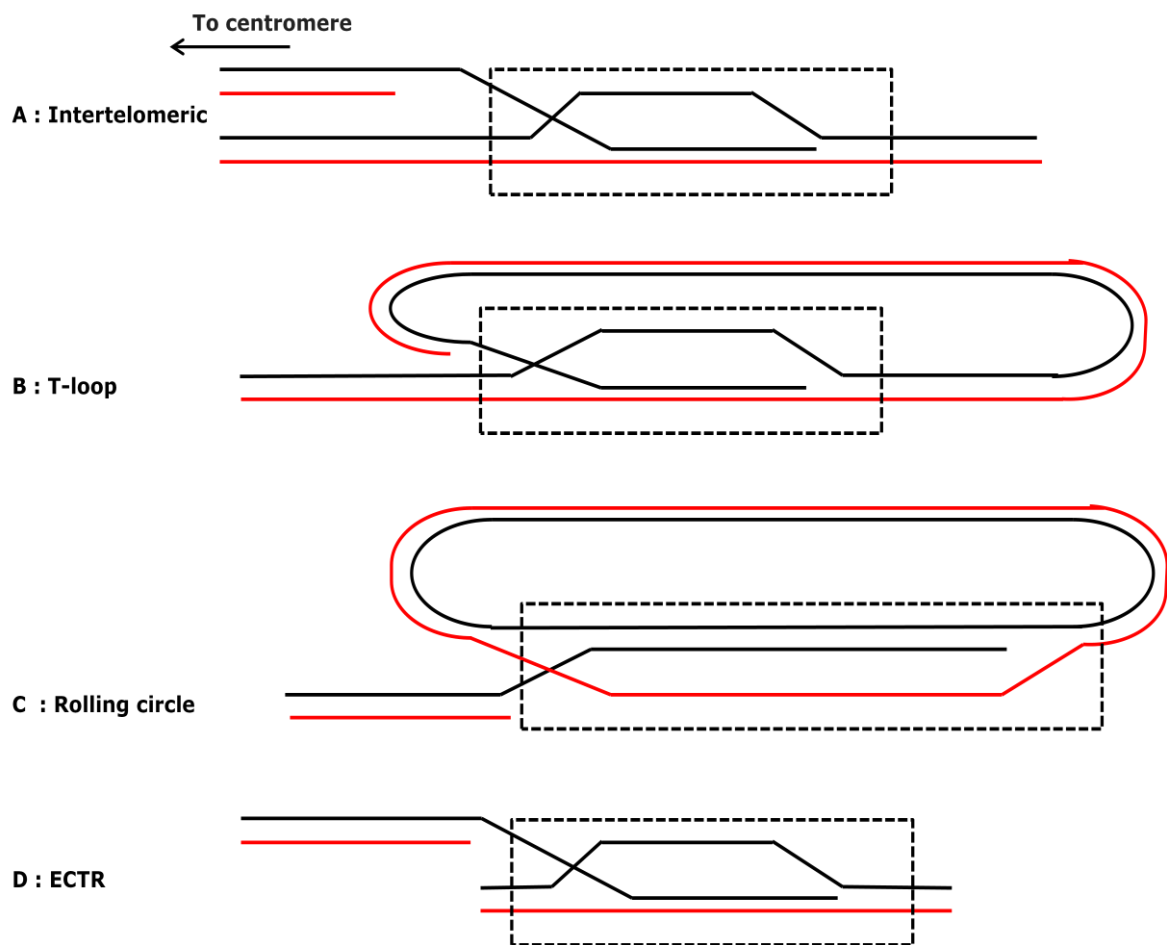 To centromere
A : Intertelomeric
B : T-loop
C : Rolling circle
D : ECTR